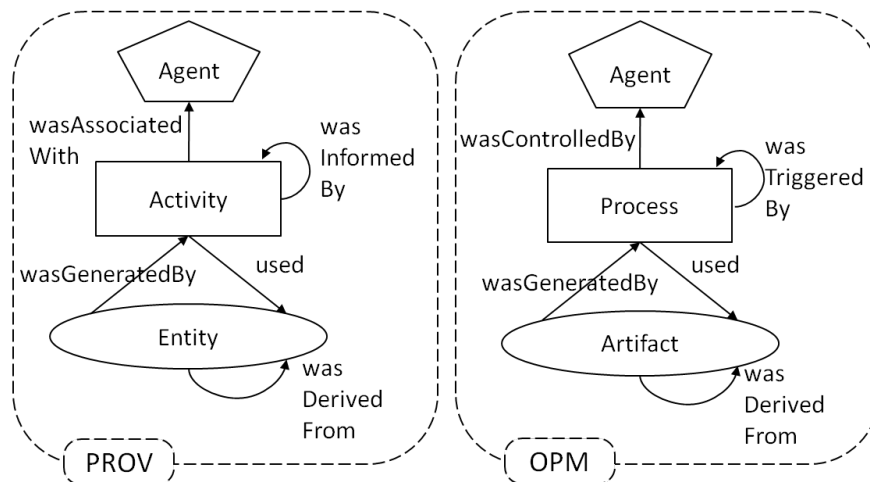 Agent
wasAssociated
With
was
Informed
By
Activity
wasGeneratedBy
used
Entity
was
Derived
From
PROV
Agent
wasControlledBy
was
Triggered
By
Process
wasGeneratedBy
used
Artifact
was
Derived
From
OPM